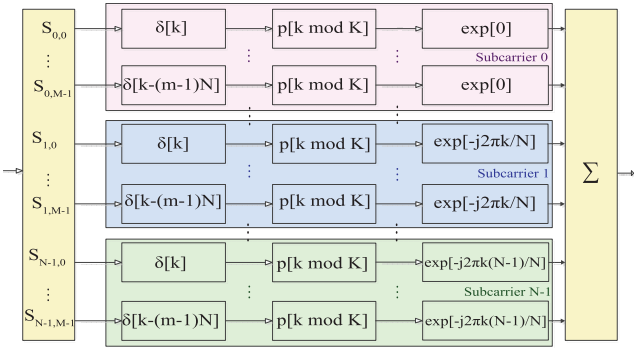 S0,0 δ[k] p[k mod K] exp[0]
⋮ ⋮ ⋮ Subcarrier 0
S0,M-1 δ[k-(m-1)N] p[k mod K] exp[0]
S1,0 δ[k] p[k mod K] exp[-j2πk/N]
⋮ ⋮ ⋮ Subcarrier 1
S1,M-1 δ[k-(m-1)N] p[k mod K] exp[-j2πk/N]
Σ
SN-1,0 δ[k] p[k mod K] exp[-j2πk(N-1)/N]
⋮ ⋮ ⋮ Subcarrier N-1
SN-1,M-1 δ[k-(m-1)N] p[k mod K] exp[-j2πk(N-1)/N]